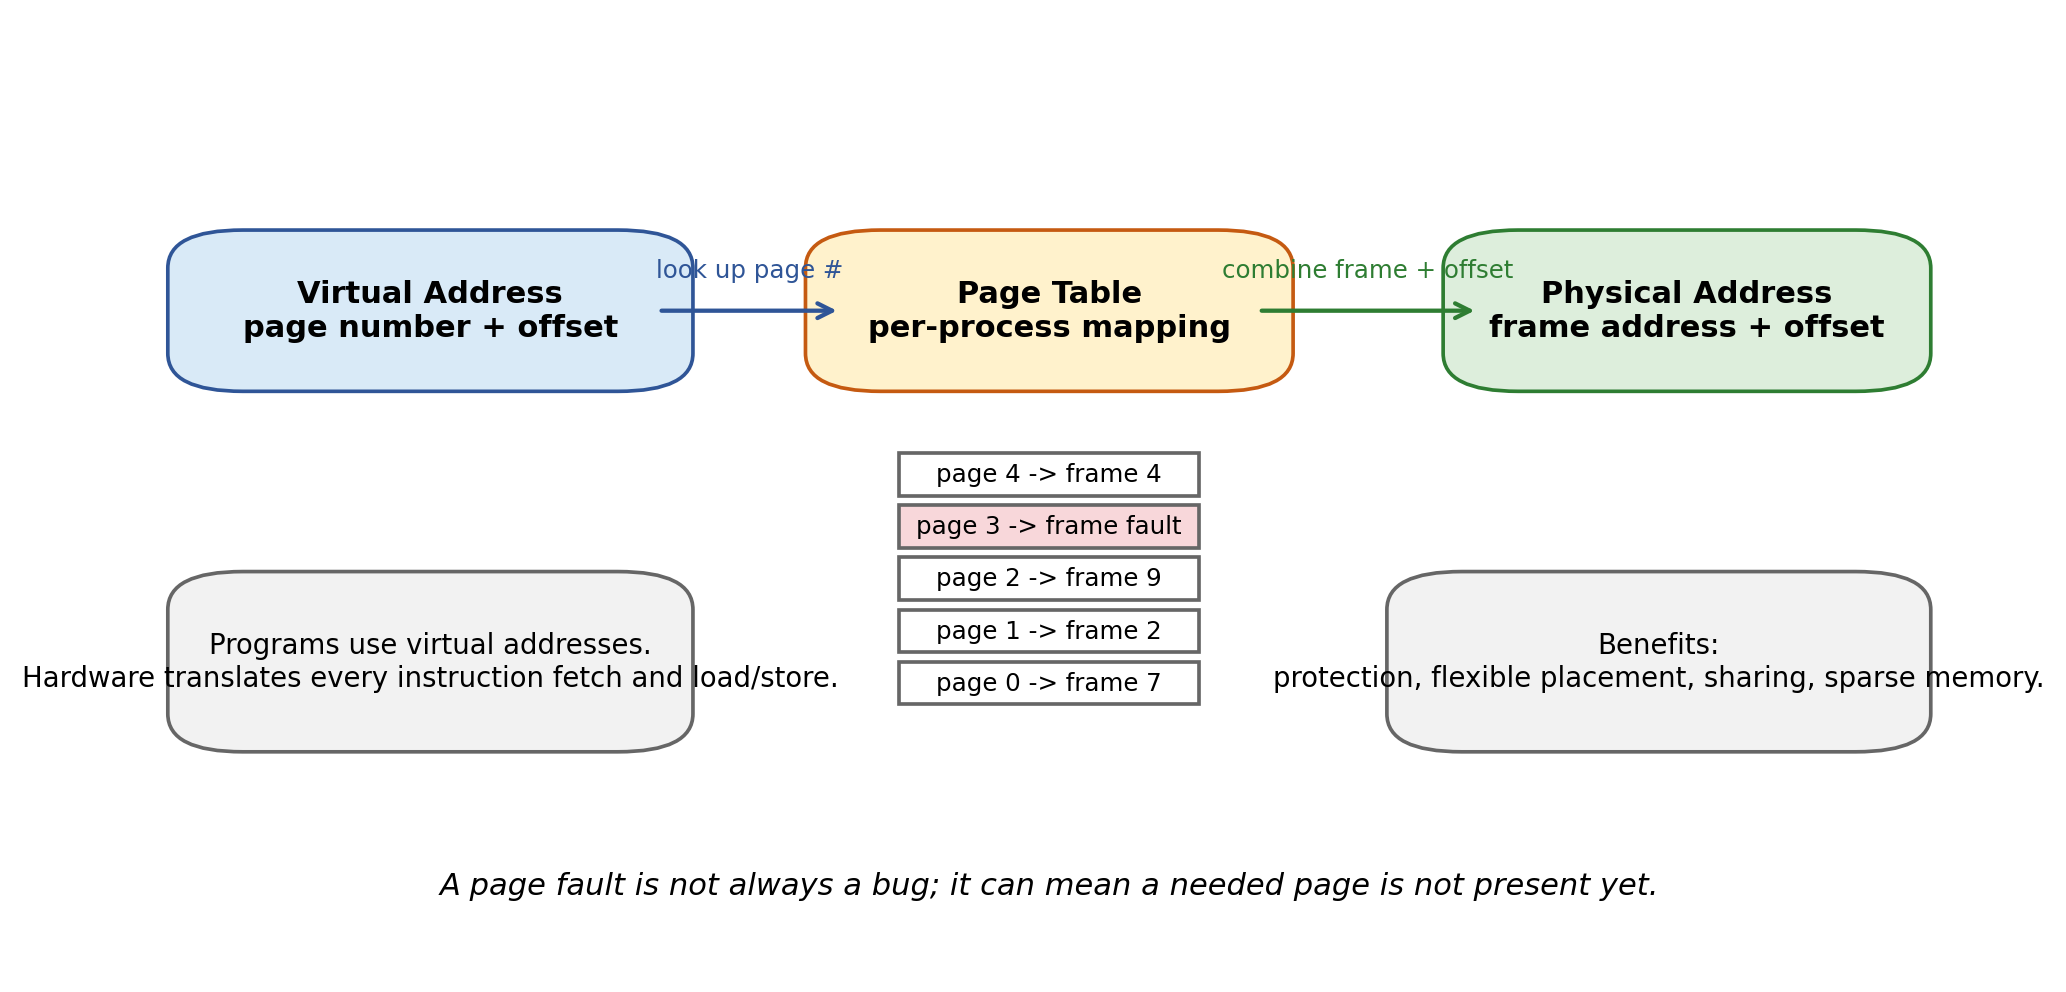 look up page #
combine frame + offset
Virtual Address
page number + offset
Page Table
per-process mapping
Physical Address
frame address + offset
page 4 -> frame 4
page 3 -> frame fault
page 2 -> frame 9
page 1 -> frame 2
page 0 -> frame 7
Programs use virtual addresses.
Hardware translates every instruction fetch and load/store.
Benefits:
protection, flexible placement, sharing, sparse memory.
A page fault is not always a bug; it can mean a needed page is not present yet.